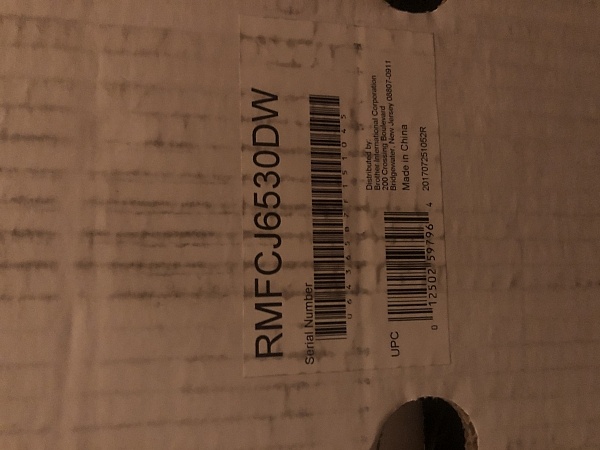 RMFCJ6530DW
Serial Number
Distributed by
Brother International Corporation
200 Crossing Boulevard
Bridgewater, New Jersey 08807-0911
Made in China
201707251052R
UPC
0 12502 59796 4